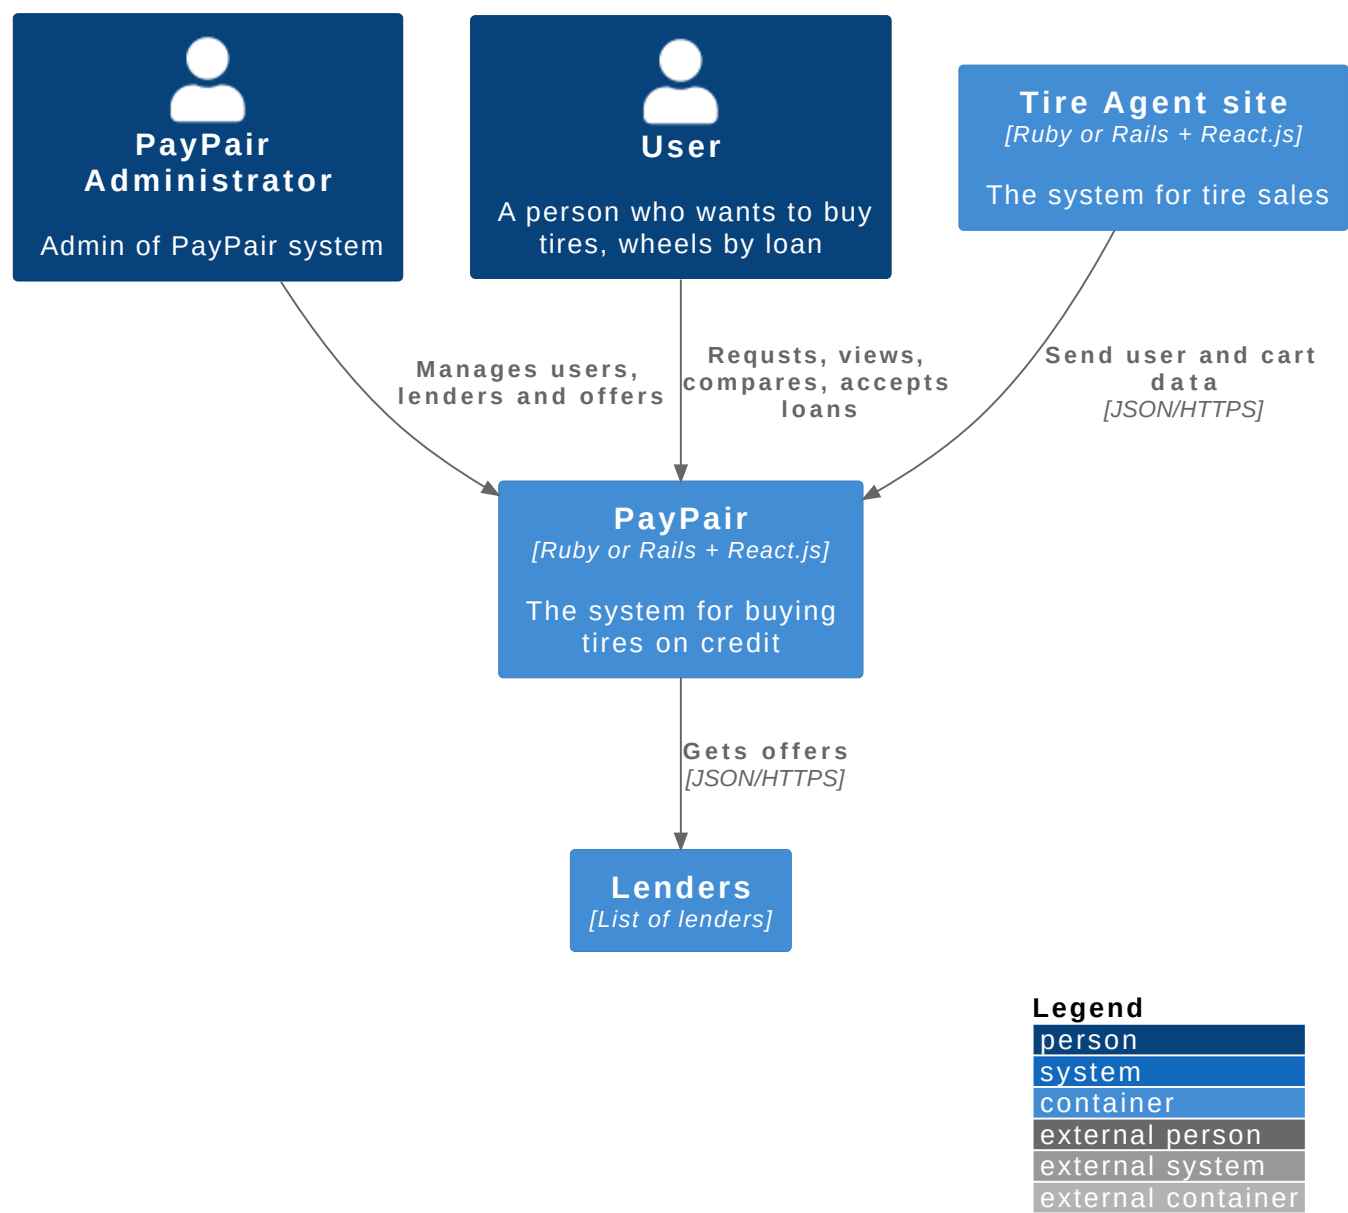 PayPair
Administrator
Admin of PayPair system
User
A person who wants to buy
tires, wheels by loan
Tire Agent site
[Ruby or Rails + React.js]
The system for tire sales
Manages users,
lenders and offers
Requsts, views,
compares, accepts
loans
Send user and cart
data
[JSON/HTTPS]
PayPair
[Ruby or Rails + React.js]
The system for buying
tires on credit
Gets offers
[JSON/HTTPS]
Lenders
[List of lenders]
Legend
person
system
container
external person
external system
external container